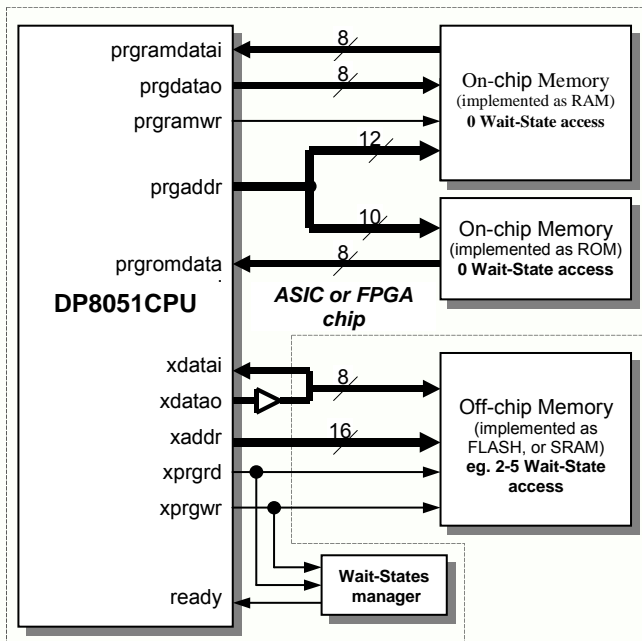 prgramdatai
8
prgdatao
8
prgramwr
On-chip Memory
(implemented as RAM)
0 Wait-State access
12
prgaddr
10
On-chip Memory
(implemented as ROM)
0 Wait-State access
prgromdata
8
DP8051CPU
ASIC or FPGA
chip
xdatai
8
xdatao
xaddr
16
xprgrd
xprgwr
Off-chip Memory
(implemented as
FLASH, or SRAM)
eg. 2-5 Wait-State
access
ready
Wait-States
manager